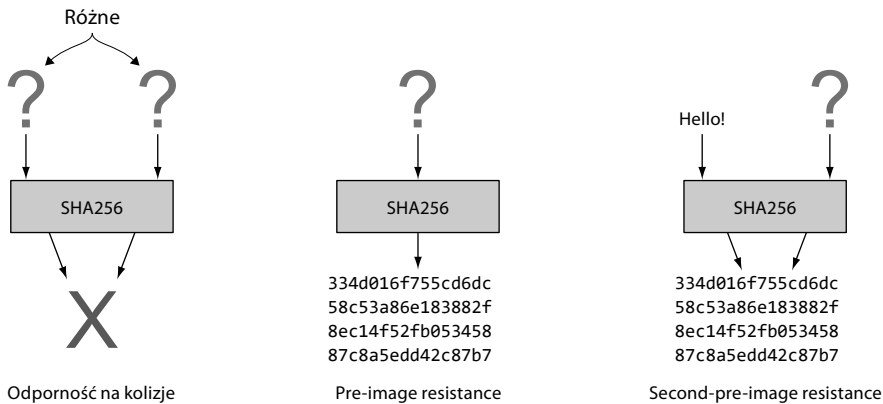 Różne
?
?
SHA256
X
Odporność na kolizje
?
SHA256
334d016f755cd6dc
58c53a86e183882f
8ec14f52fb053458
87c8a5edd42c87b7
Pre-image resistance
Hello!
?
SHA256
334d016f755cd6dc
58c53a86e183882f
8ec14f52fb053458
87c8a5edd42c87b7
Second-pre-image resistance